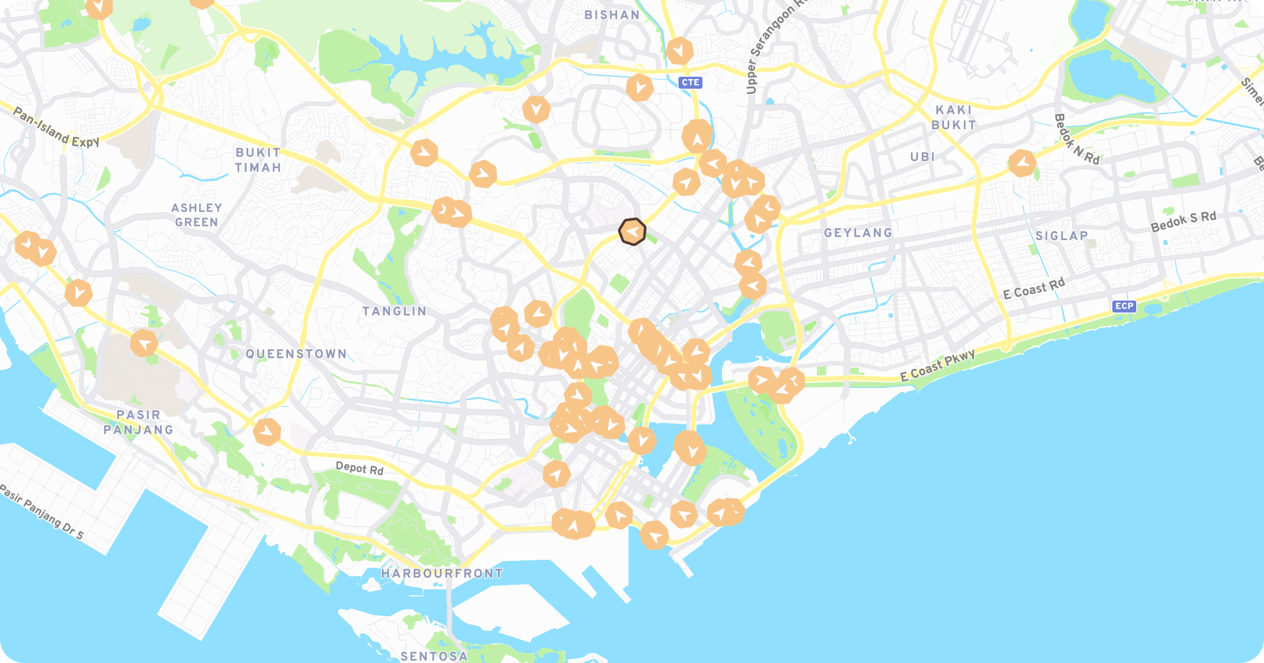 BISHAN
Upper Serangoon R
CTE
KAKI
BUKIT
Pan-Island Expy
BUKIT
TIMAH
UBI
Bedok N Rd
Sime
ASHLEY
GREEN
GEYLANG
SIGLAP
Bedok S Rd
TANGLIN
E Coast Rd
ECP
QUEENSTOWN
E Coast Pkwy
PASIR
PANJANG
Depot Rd
Pasir Panjang Dr 5
HARBOURFRONT
SENTOSA